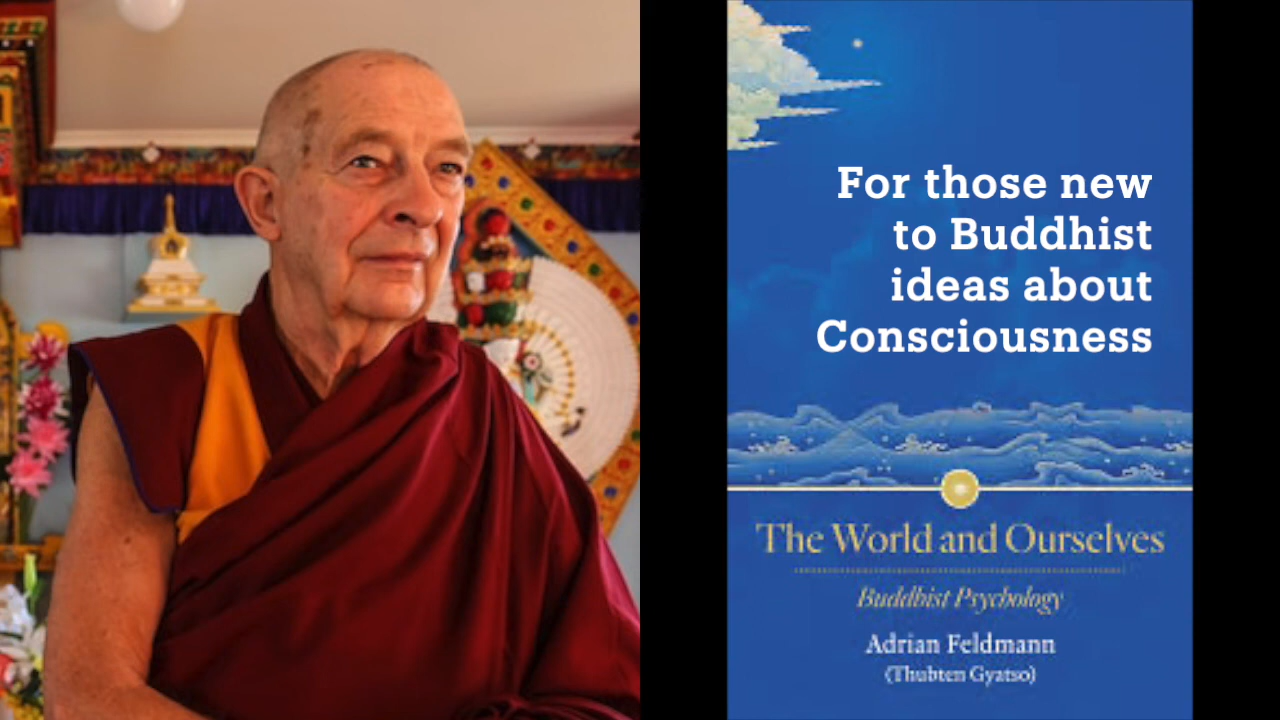 For those new
to Buddhist
ideas about
Consciousness
The World and Ourselves
Buddhist Psychology
Adrian Feldmann
(Thubten Gyatso)